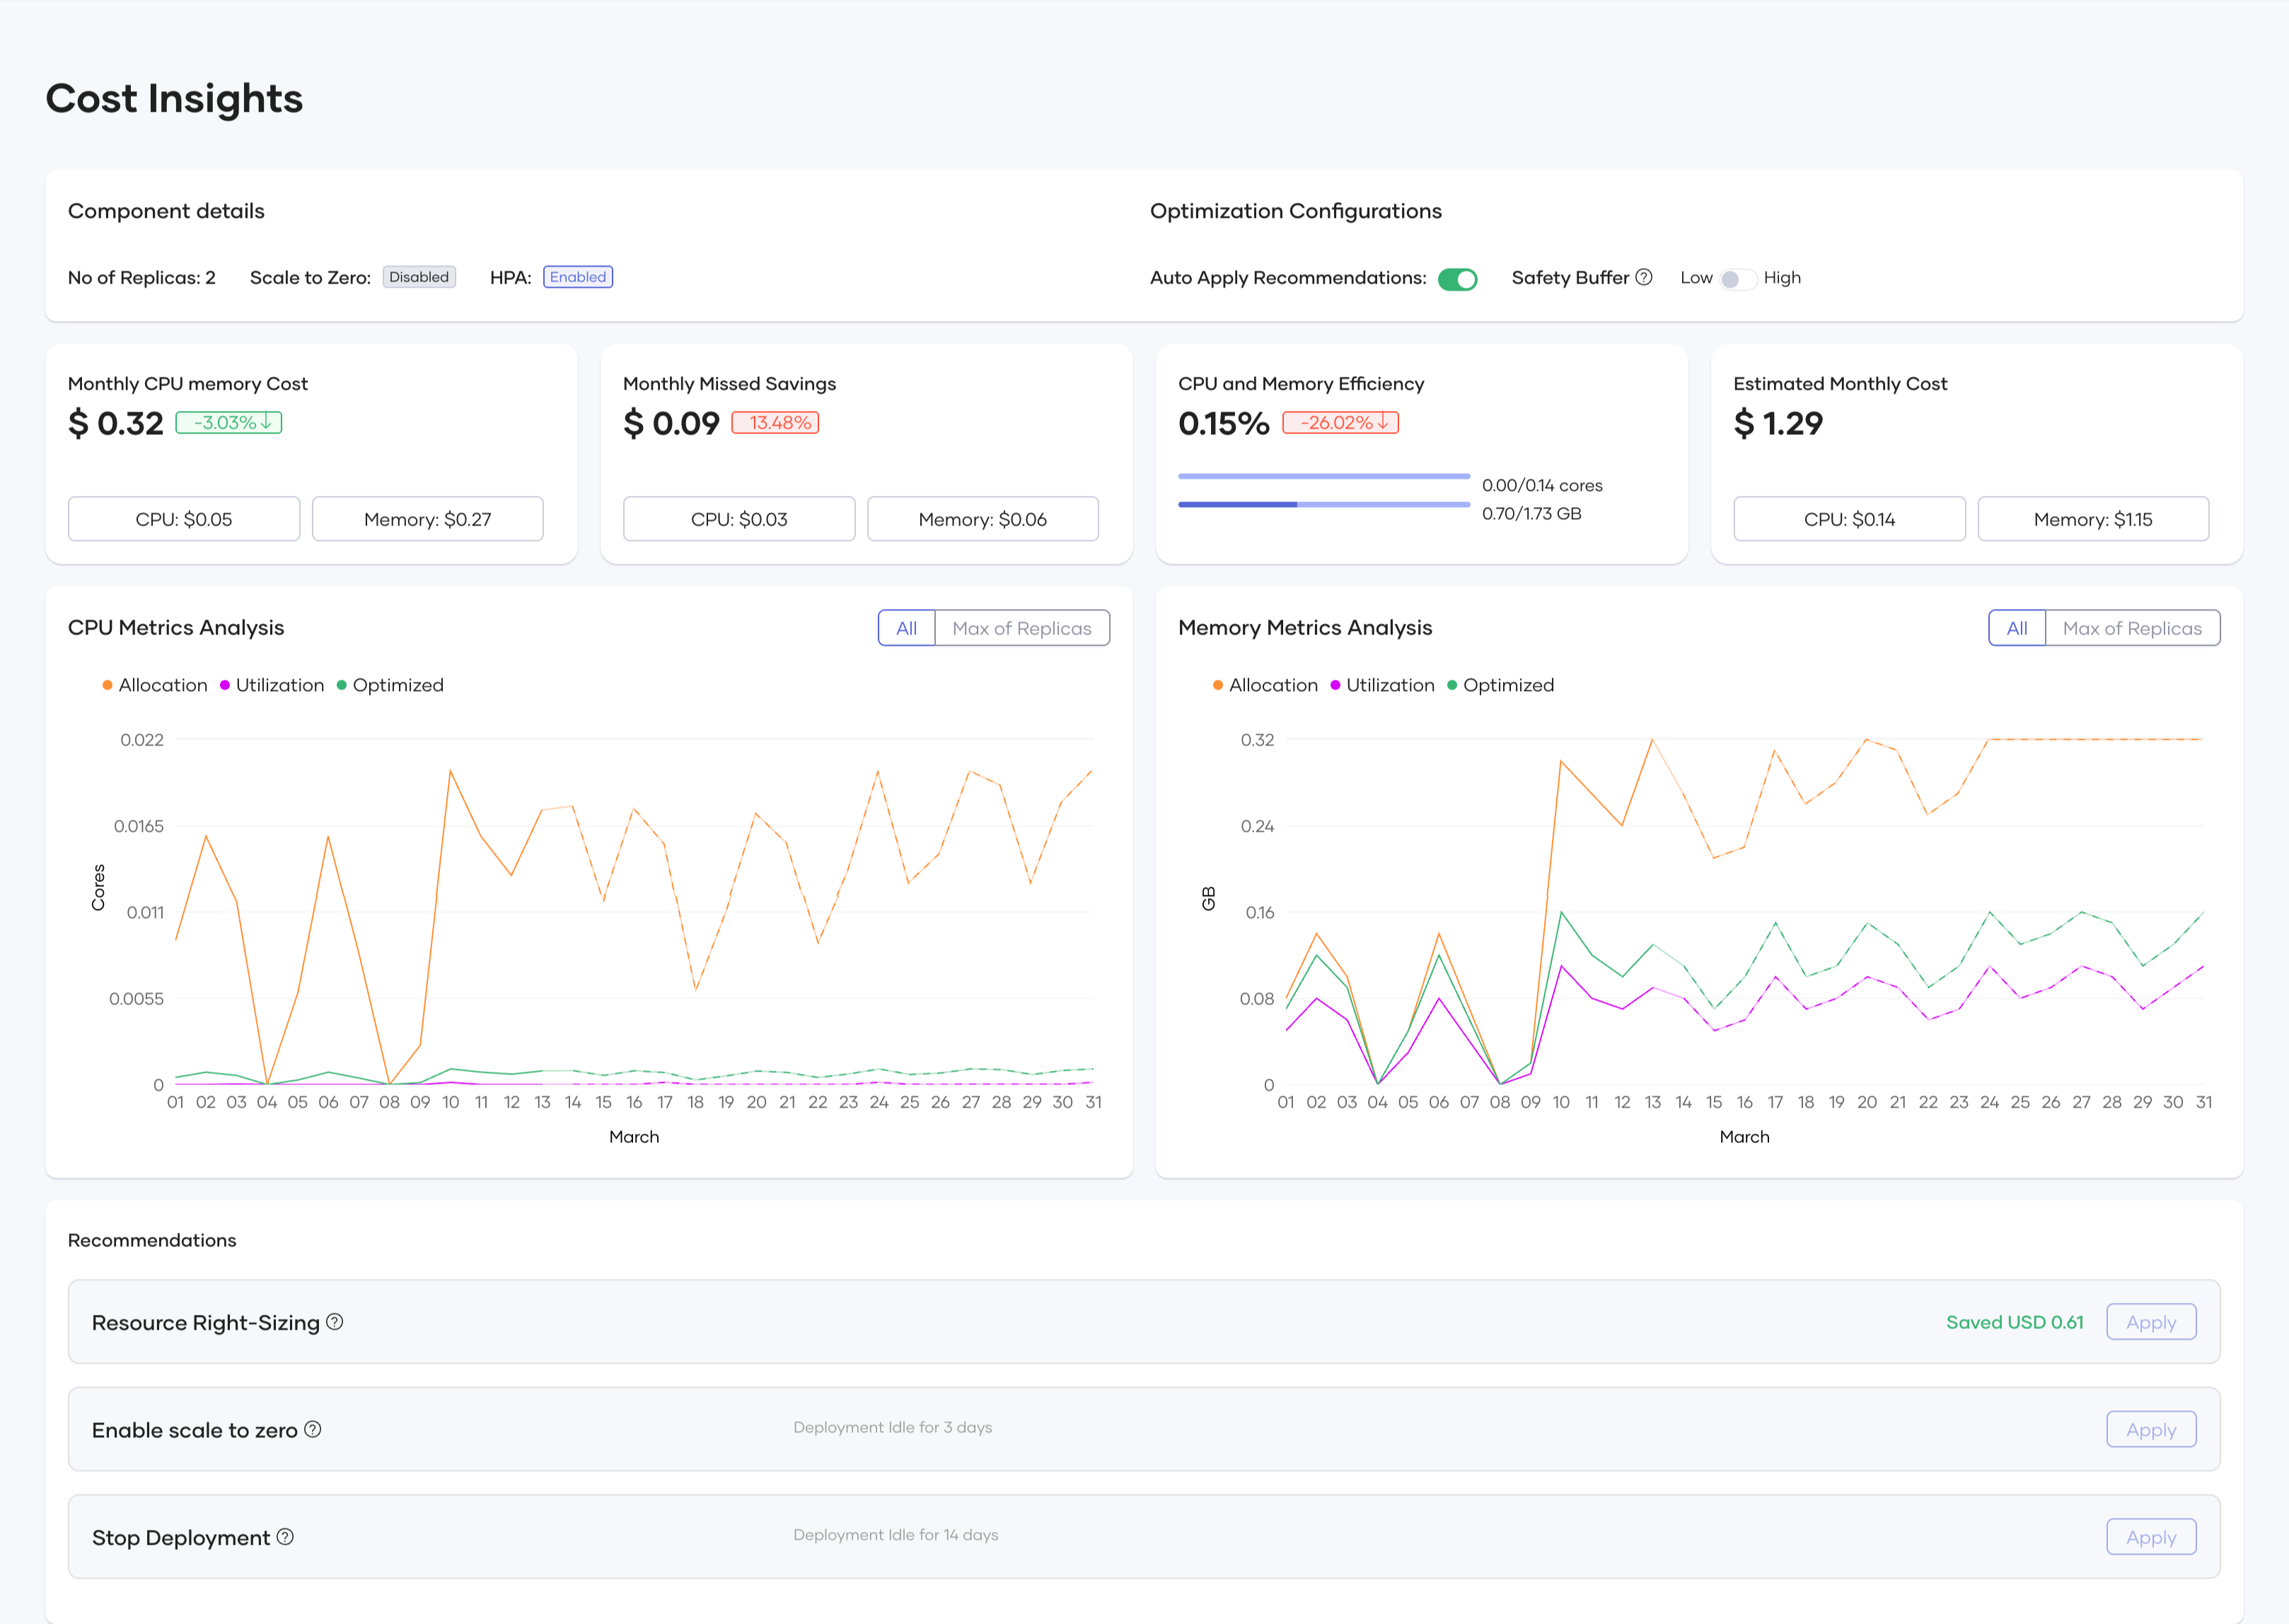 Cost Insights
Component details
No of Replicas: 2 Scale to Zero: Disabled HPA: Enabled
Optimization Configurations
Auto Apply Recommendations: Safety Buffer ? Low High
Monthly CPU memory Cost
$ 0.32 -3.03%↓
CPU: $0.05 Memory: $0.27
Monthly Missed Savings
$ 0.09 13.48%
CPU: $0.03 Memory: $0.06
CPU and Memory Efficiency
0.15% -26.02%↓
0.00/0.14 cores
0.70/1.73 GB
Estimated Monthly Cost
$ 1.29
CPU: $0.14 Memory: $1.15
CPU Metrics Analysis
All Max of Replicas
Allocation Utilization Optimized
0.022
0.0165
0.011
0.0055
0
Cores
01 02 03 04 05 06 07 08 09 10 11 12 13 14 15 16 17 18 19 20 21 22 23 24 25 26 27 28 29 30 31
March
Memory Metrics Analysis
All Max of Replicas
Allocation Utilization Optimized
0.32
0.24
0.16
0.08
0
GB
01 02 03 04 05 06 07 08 09 10 11 12 13 14 15 16 17 18 19 20 21 22 23 24 25 26 27 28 29 30 31
March
Recommendations
Resource Right-Sizing ? Saved USD 0.61 Apply
Enable scale to zero ? Deployment Idle for 3 days Apply
Stop Deployment ? Deployment Idle for 14 days Apply